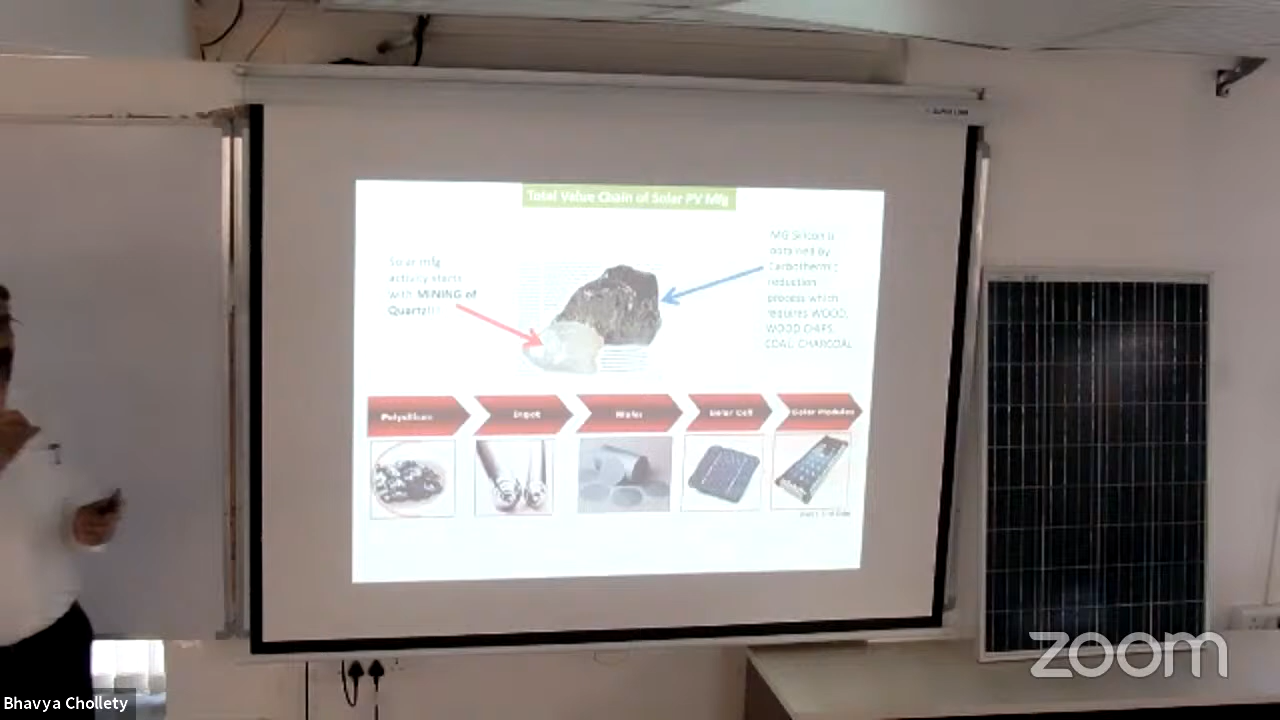 Total Value Chain of Solar PV Mfg
Solar mfg
activity starts
with MINING of
Quartz
MG Silicon is
obtained by
Carbothermic
reduction
process which
requires WOOD,
WOOD CHIPS,
COAL, CHARCOAL
Polysilicon
Ingot
Wafer
Solar Cell
Solar Modules
zoom
Bhavya Chollety